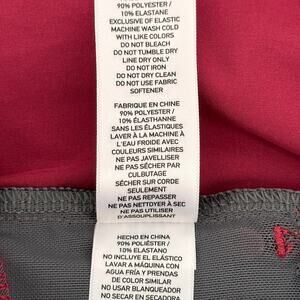 90% POLYESTER /
10% ELASTANE
EXCLUSIVE OF ELASTIC
MACHINE WASH COLD
WITH LIKE COLORS
DO NOT BLEACH
DO NOT TUMBLE DRY
LINE DRY ONLY
DO NOT IRON
DO NOT DRY CLEAN
DO NOT USE FABRIC
SOFTENER
FABRIQUÉ EN CHINE
90% POLYESTER /
10% ÉLASTHANNE
SANS LES ÉLASTIQUES
LAVER À LA MACHINE À
L'EAU FROIDE AVEC
COULEURS SIMILAIRES
NE PAS JAVELLISER
NE PAS SÉCHER PAR
CULBUTAGE
SÉCHER SUR CORDE
SEULEMENT
NE PAS REPASSER
NE PAS NETTOYER À SEC
NE PAS UTILISER
D'ASSOUPLISSANT
HECHO EN CHINA
90% POLIÉSTER /
10% ELASTANO
NO INCLUYE EL ELÁSTICO
LAVAR A MÁQUINA CON
AGUA FRÍA Y PRENDAS
DE COLOR SIMILAR
NO USAR BLANQUEADOR
NO SECAR EN SECADORA